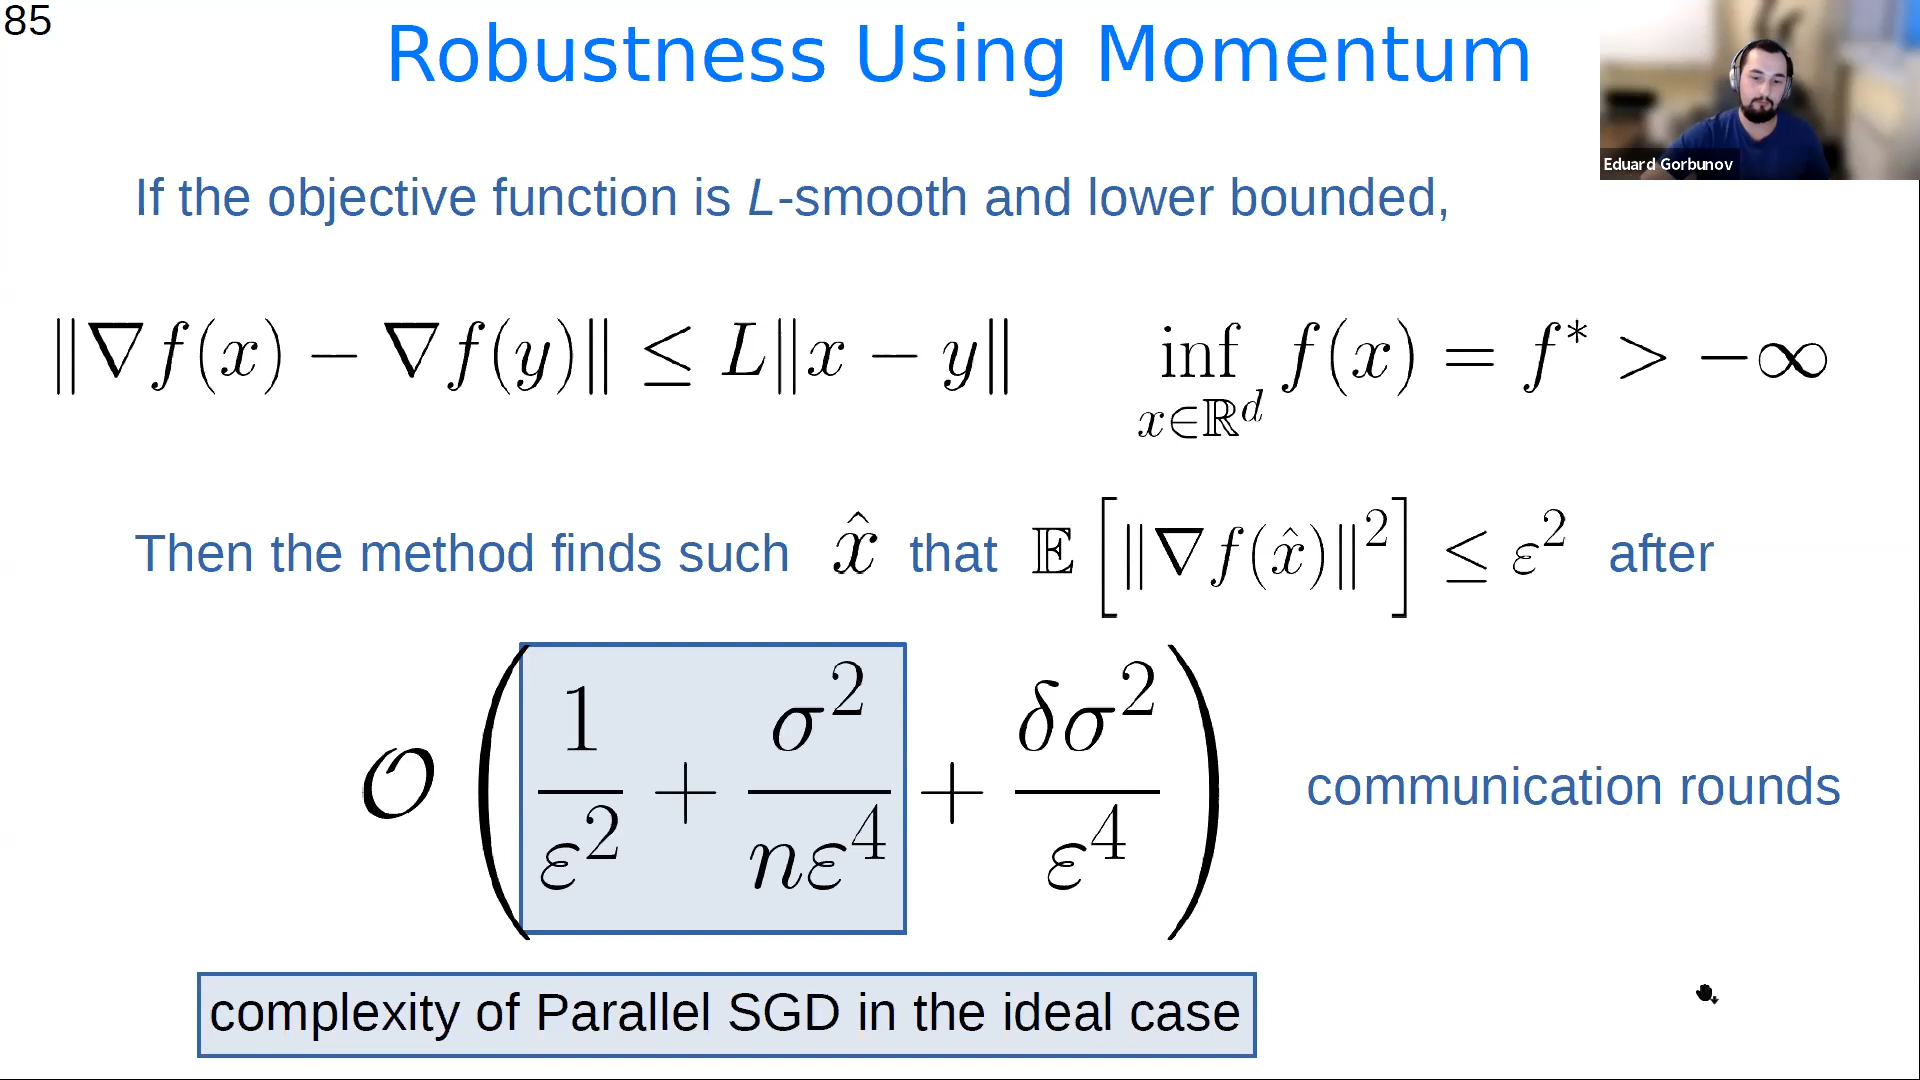 85
Robustness Using Momentum
Eduard Gorbunov
If the objective function is L-smooth and lower bounded,
‖∇f(x) − ∇f(y)‖ ≤ L‖x − y‖ inf_{x∈ℝ^d} f(x) = f* > −∞
Then the method finds such x̂ that 𝔼[‖∇f(x̂)‖²] ≤ ε² after
𝒪(1/ε² + σ²/(nε⁴) + δσ²/ε⁴) communication rounds
complexity of Parallel SGD in the ideal case